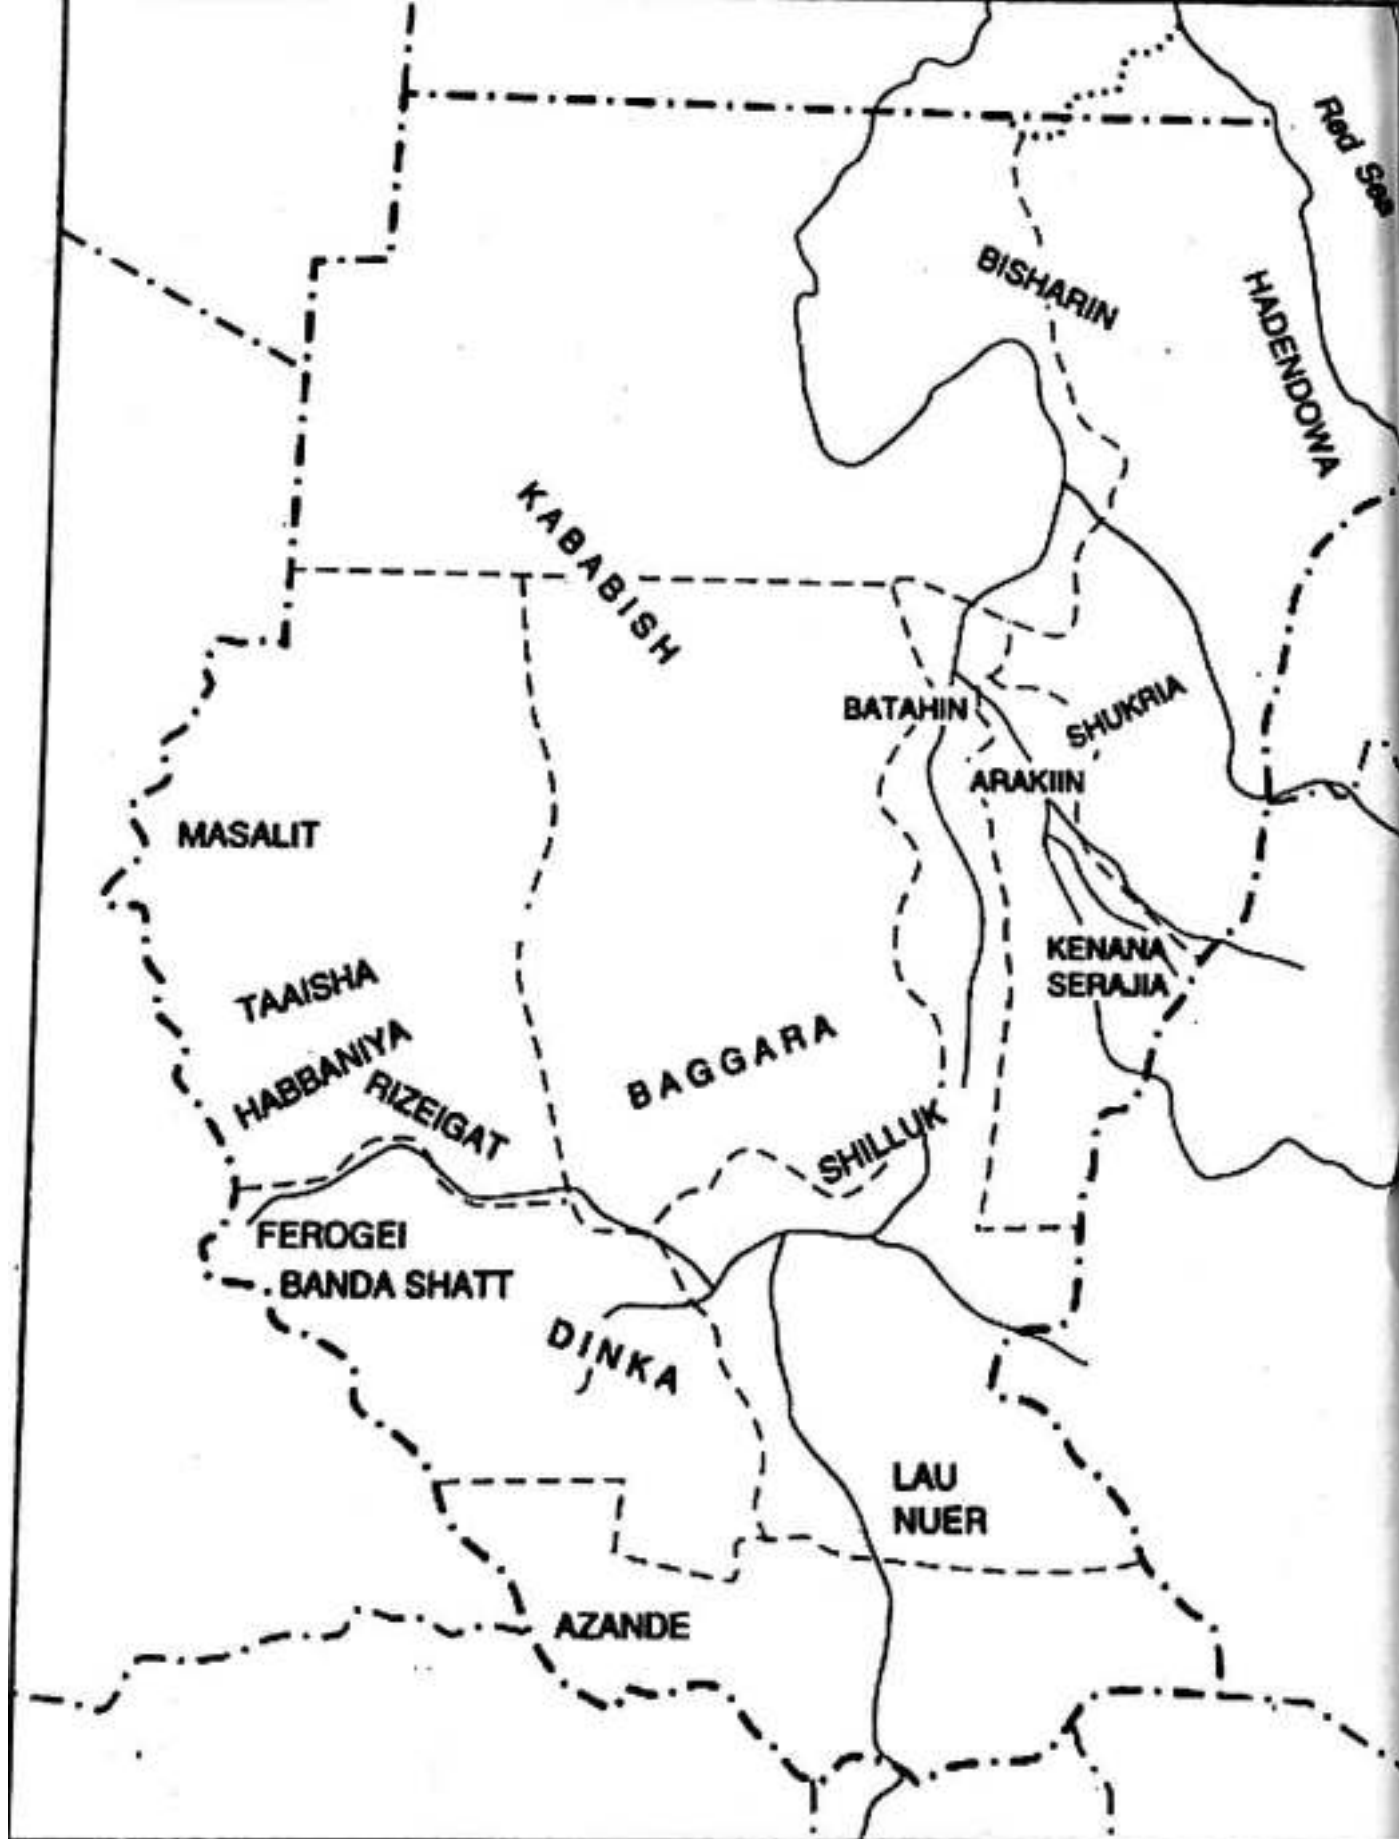 Red Sea
BISHARIN
HADENDOWA
KABABISH
BATAHIN
SHUKRIA
ARAKIIN
MASALIT
KENANA
SERAJIA
TAAISHA
HABBANIYA
RIZEIGAT
BAGGARA
SHILLUK
FEROGEI
BANDA SHATT
DINKA
LAU
NUER
AZANDE